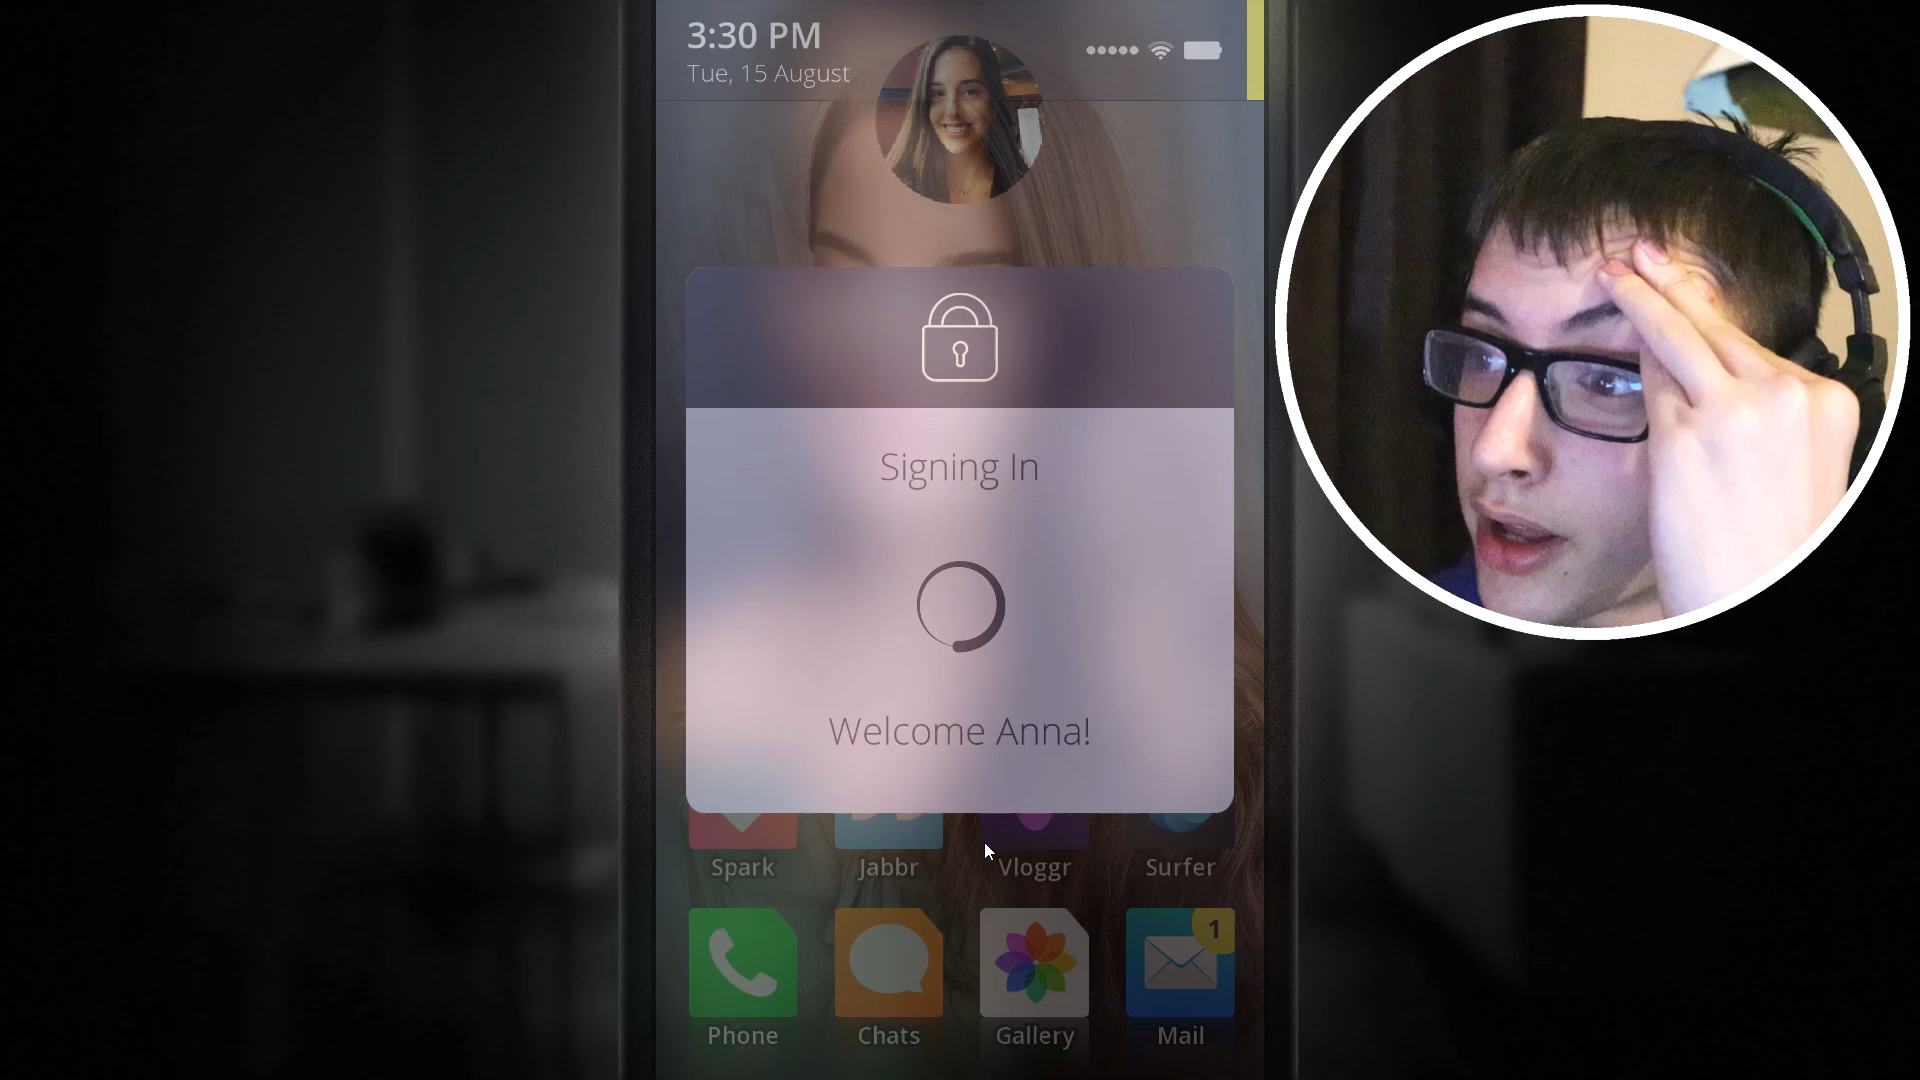 3:30 PM
Tue, 15 August
Signing In
Welcome Anna!
Spark
Jabbr
Vloggr
Surfer
1
Phone
Chats
Gallery
Mail